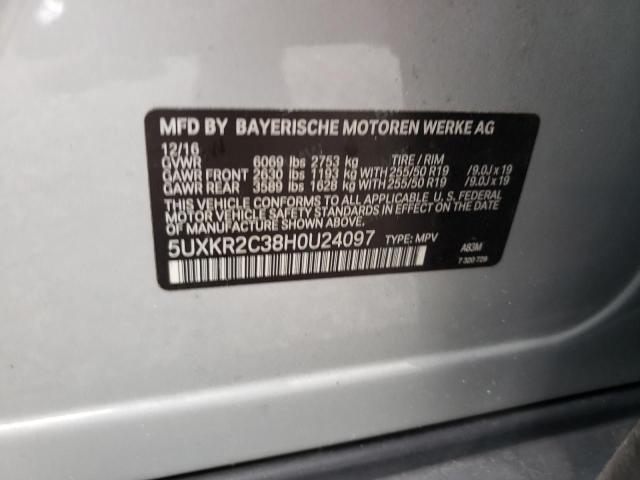 MFD BY BAYERISCHE MOTOREN WERKE AG
12/16
GVWR 6069 lbs 2753 kg TIRE / RIM
GAWR FRONT 2630 lbs 1193 kg WITH 255/50 R19 /9.0J x 19
GAWR REAR 3589 lbs 1628 kg WITH 255/50 R19 /9.0J x 19
THIS VEHICLE CONFORMS TO ALL APPLICABLE U. S. FEDERAL
MOTOR VEHICLE SAFETY STANDARDS IN EFFECT
ON THE DATE OF MANUFACTURE SHOWN ABOVE.
5UXKR2C38H0U24097 TYPE: MPV A83M
7 320 729